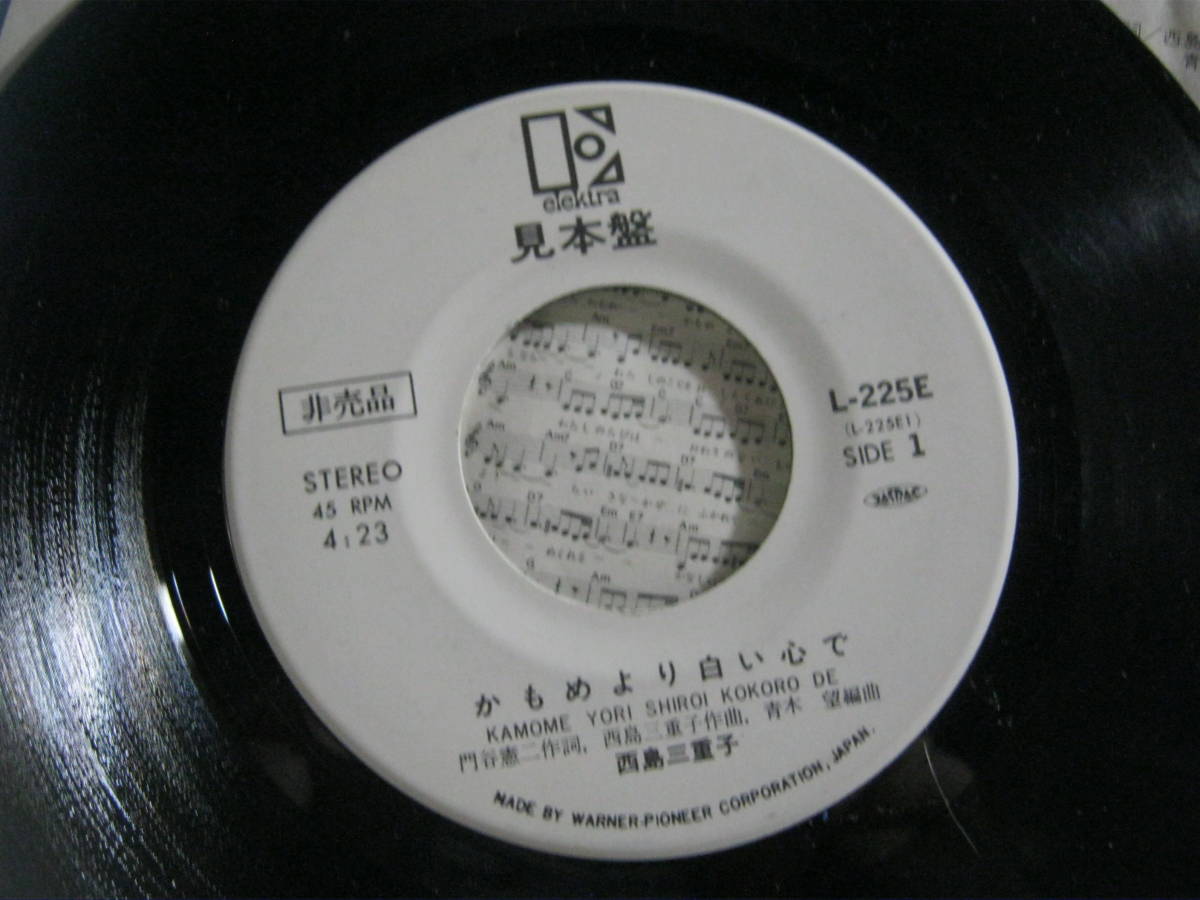 elektra
見本盤
非売品
STEREO
45 RPM
4:23
L-225E
(L-225E1)
SIDE 1
JASRAC
かもめより白い心で
KAMOME YORI SHIROI KOKORO DE
門谷憲二作詞, 西島三重子作曲, 青木 望編曲
西島三重子
MADE BY WARNER-PIONEER CORPORATION, JAPAN.